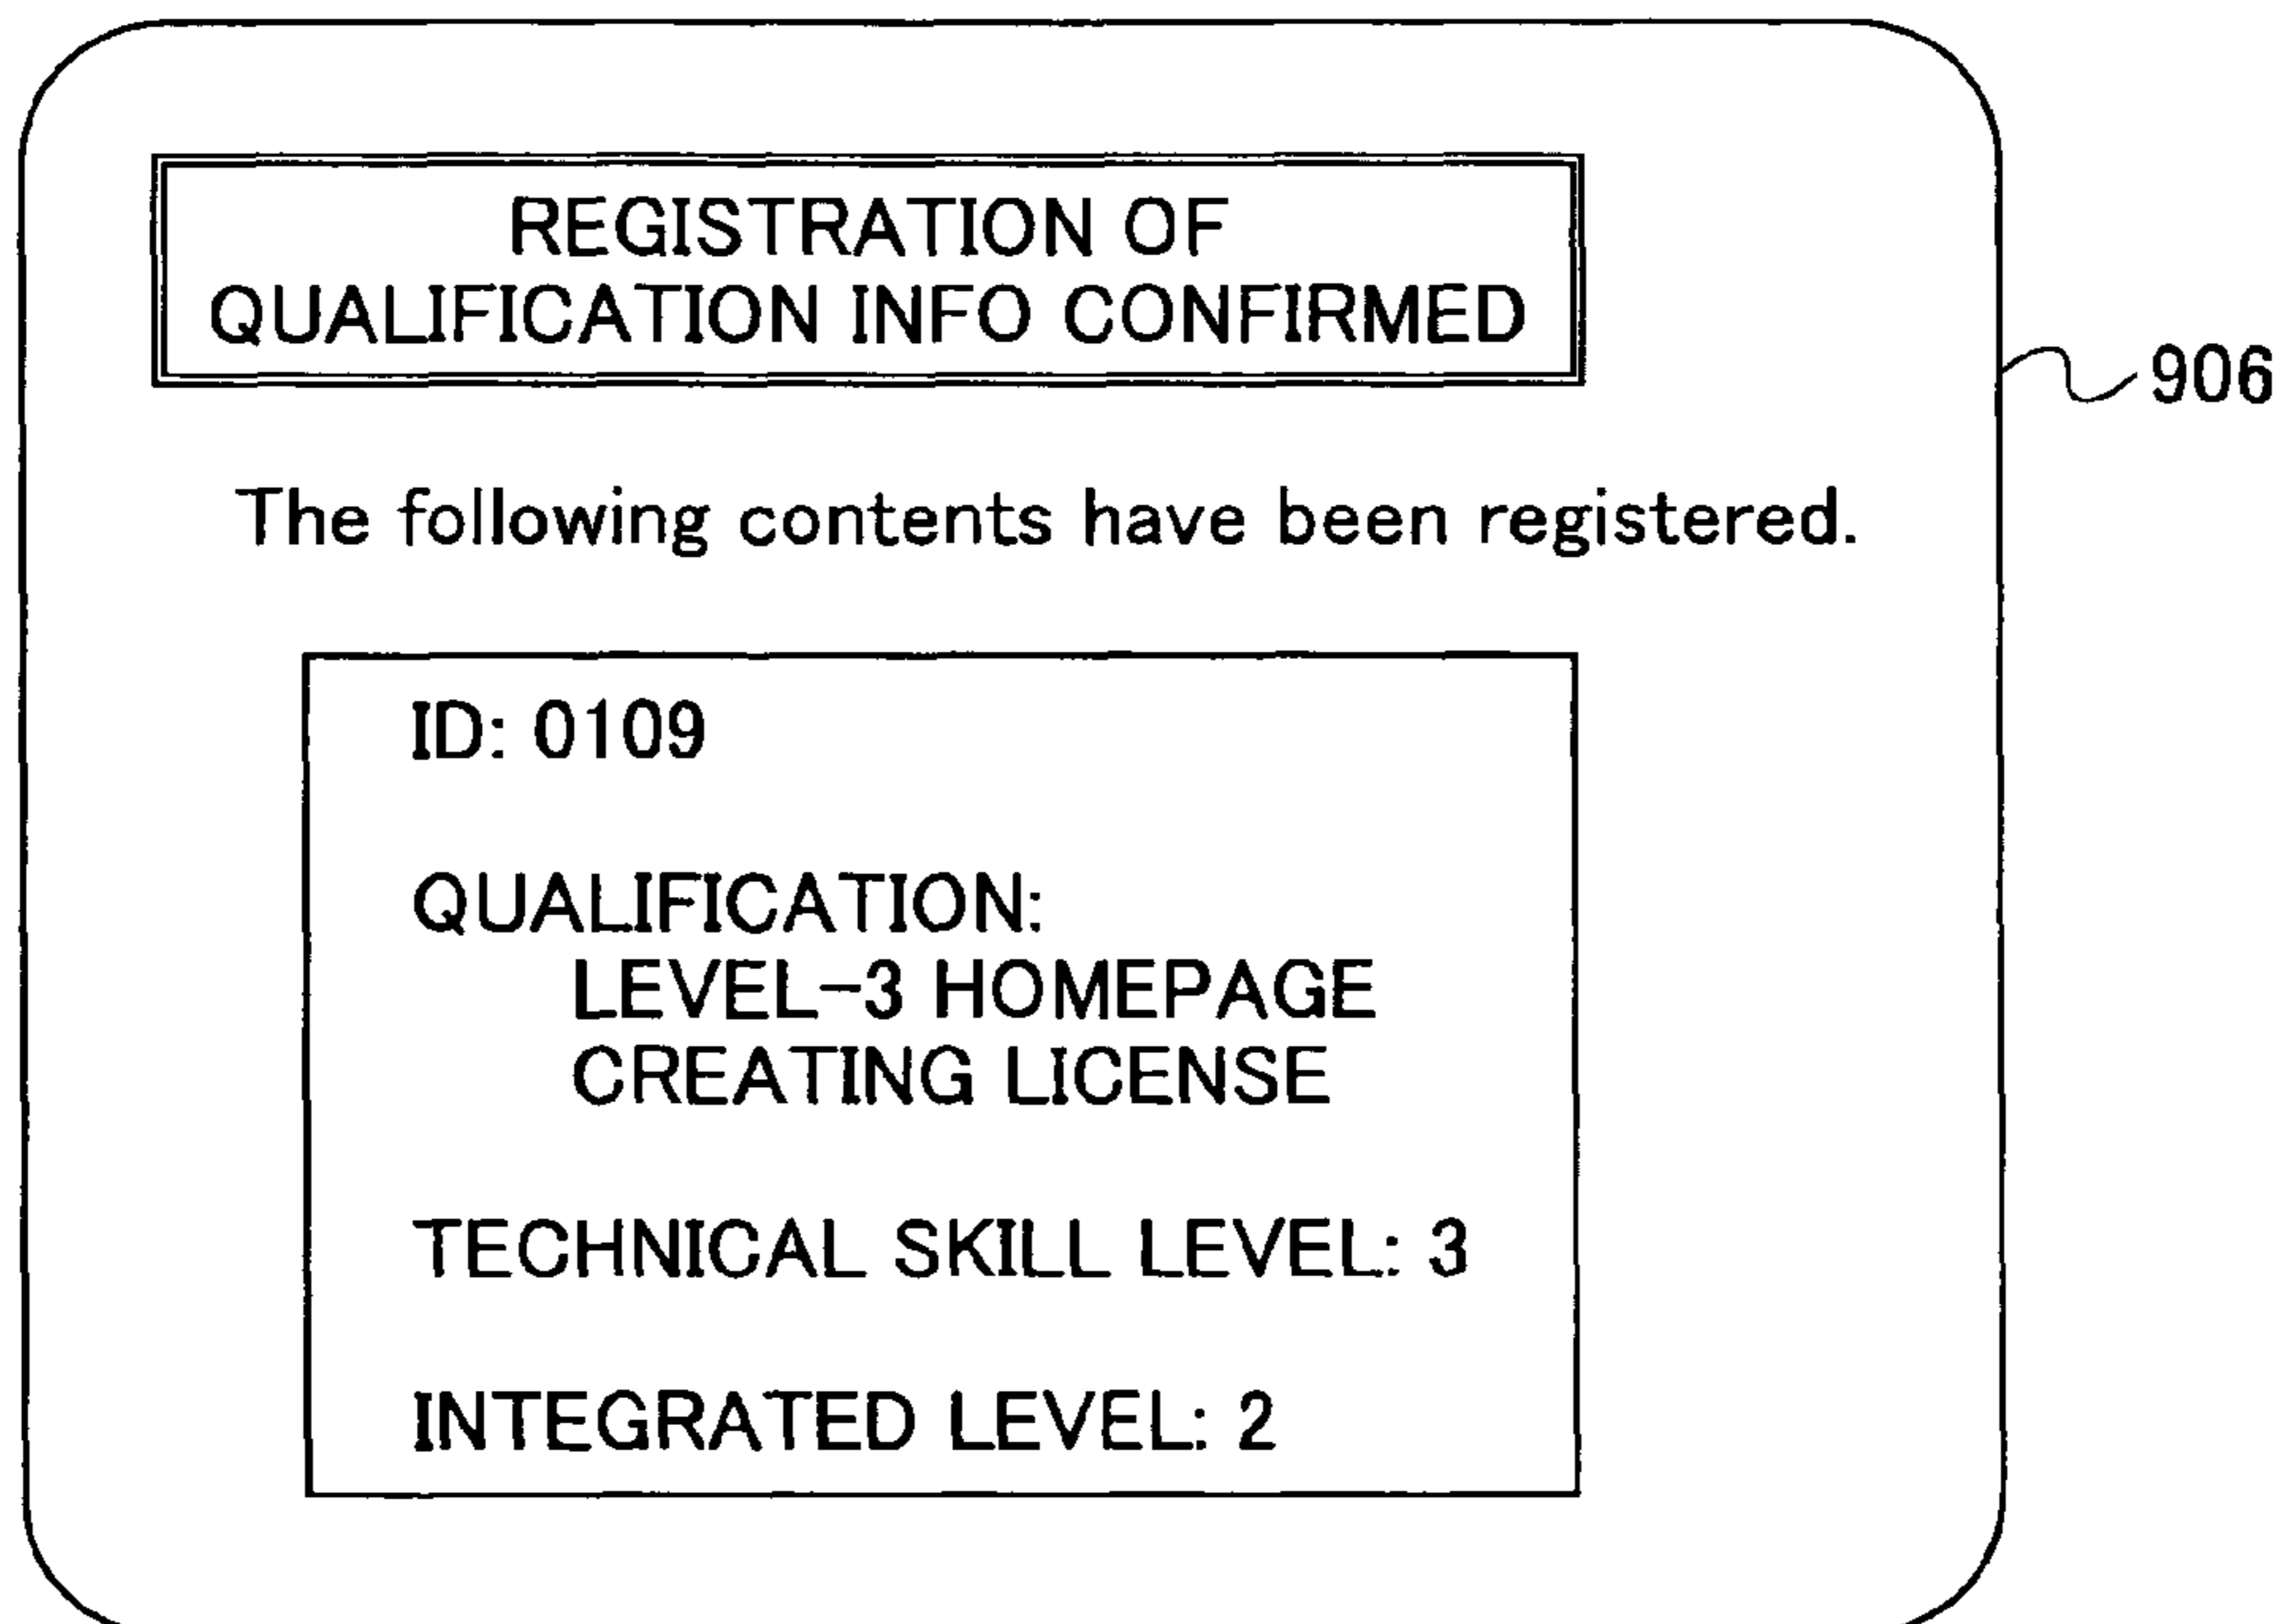 REGISTRATION OF
QUALIFICATION INFO CONFIRMED
906
The following contents have been registered.
ID: 0109
QUALIFICATION:
LEVEL-3 HOMEPAGE
CREATING LICENSE
TECHNICAL SKILL LEVEL: 3
INTEGRATED LEVEL: 2